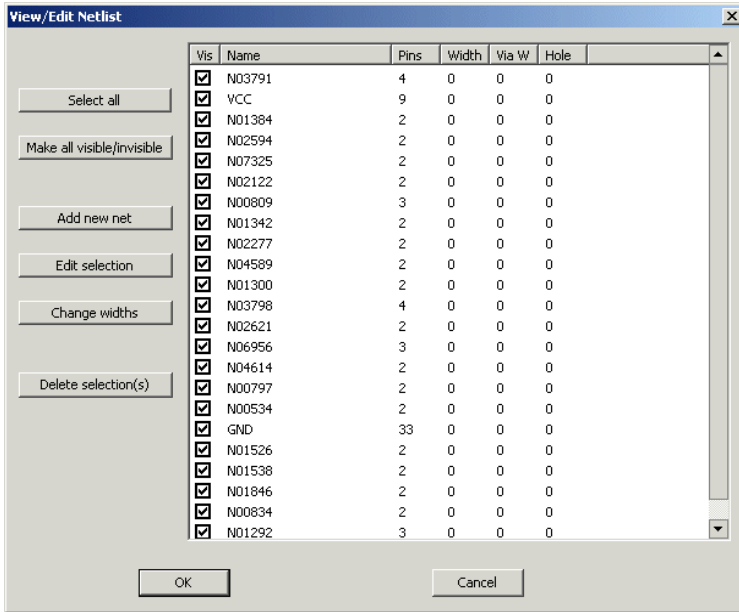 View/Edit Netlist
Vis Name Pins Width Via W Hole
N03791 4 0 0 0
Select all
VCC 9 0 0 0
N01384 2 0 0 0
N02594 2 0 0 0
Make all visible/invisible
N07325 2 0 0 0
N02122 2 0 0 0
N00809 3 0 0 0
Add new net
N01342 2 0 0 0
N02277 2 0 0 0
Edit selection
N04589 2 0 0 0
N01300 2 0 0 0
Change widths
N03798 4 0 0 0
N02621 2 0 0 0
N06956 3 0 0 0
N04614 2 0 0 0
Delete selection(s)
N00797 2 0 0 0
N00534 2 0 0 0
GND 33 0 0 0
N01526 2 0 0 0
N01538 2 0 0 0
N01846 2 0 0 0
N00834 2 0 0 0
N01292 3 0 0 0
OK Cancel